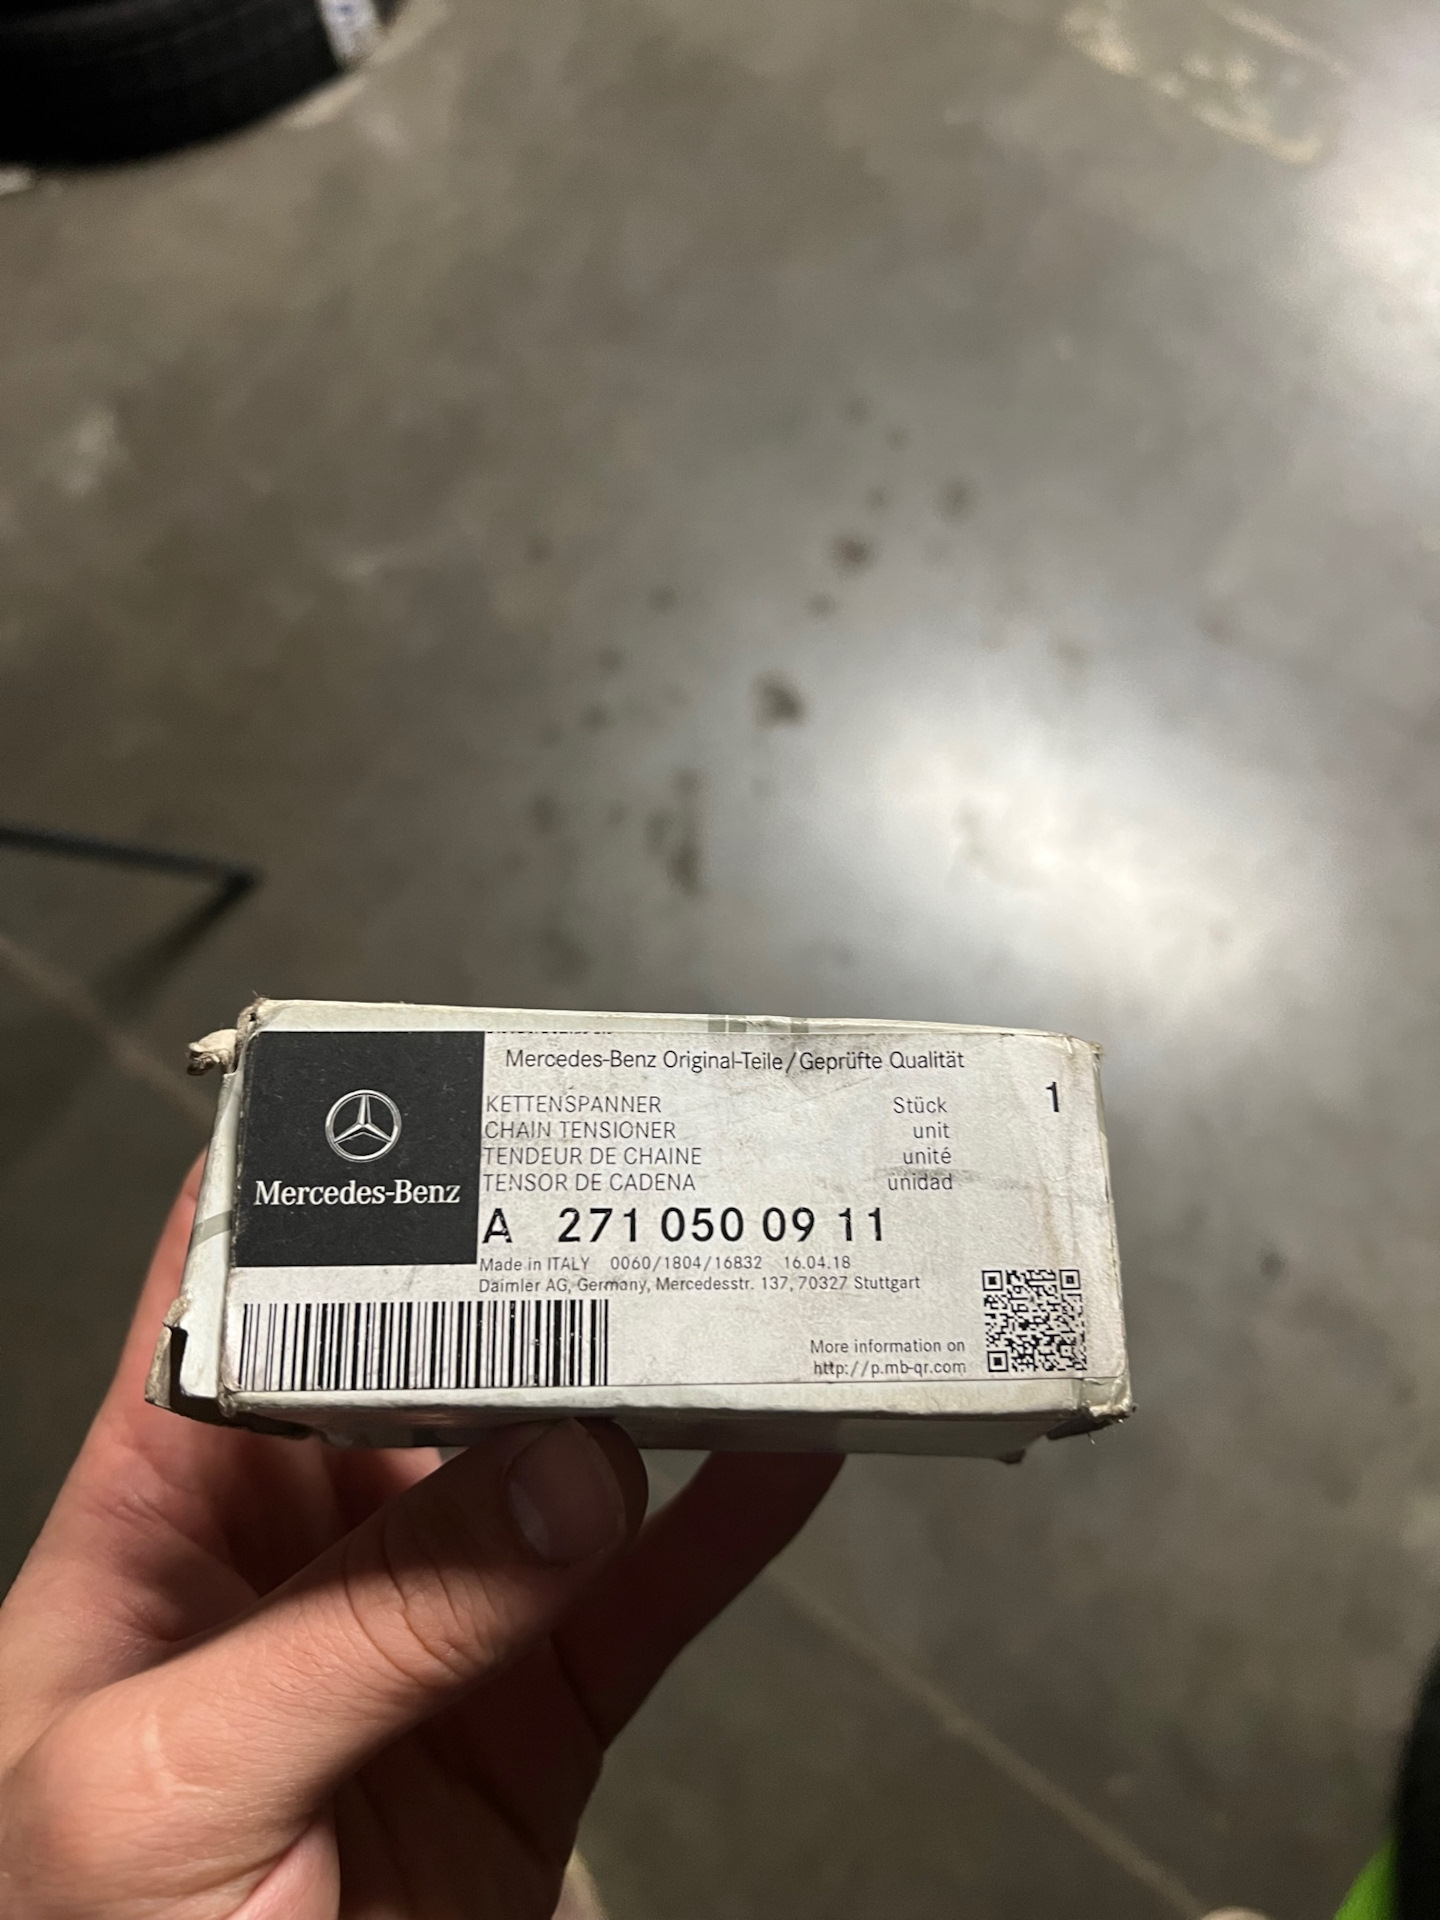 Mercedes-Benz Original-Teile/Geprüfte Qualität
KETTENSPANNER Stück 1
CHAIN TENSIONER unit
TENDEUR DE CHAINE unité
TENSOR DE CADENA unidad
Mercedes-Benz
A 271 050 09 11
Made in ITALY 0060/1804/16832 16.04.18
Daimler AG, Germany, Mercedesstr. 137, 70327 Stuttgart
More information on
http://p.mb-qr.com